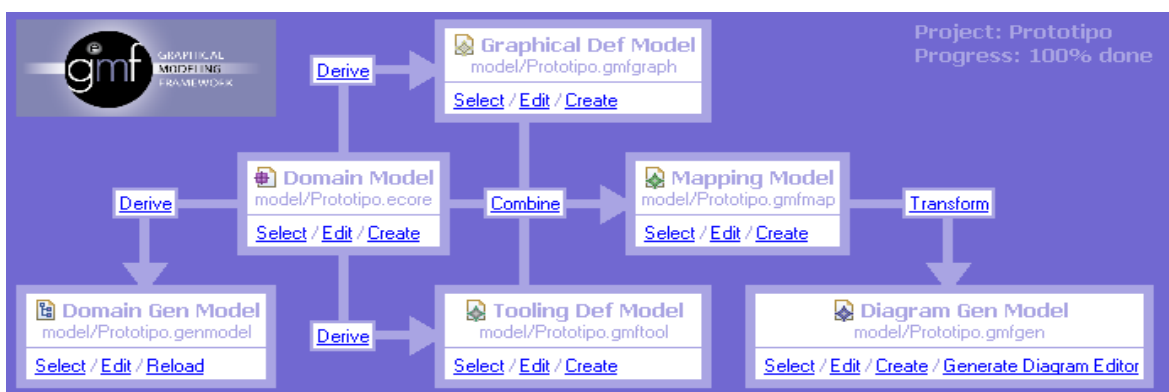 gmf
GRAPHICAL
MODELING
FRAMEWORK
Project: Prototipo
Progress: 100% done
Graphical Def Model
model/Prototipo.gmfgraph
Select / Edit / Create
Derive
Domain Model
model/Prototipo.ecore
Select / Edit / Create
Derive
Combine
Mapping Model
model/Prototipo.gmfmap
Select / Edit / Create
Transform
Domain Gen Model
model/Prototipo.genmodel
Select / Edit / Reload
Derive
Tooling Def Model
model/Prototipo.gmftool
Select / Edit / Create
Diagram Gen Model
model/Prototipo.gmfgen
Select / Edit / Create / Generate Diagram Editor